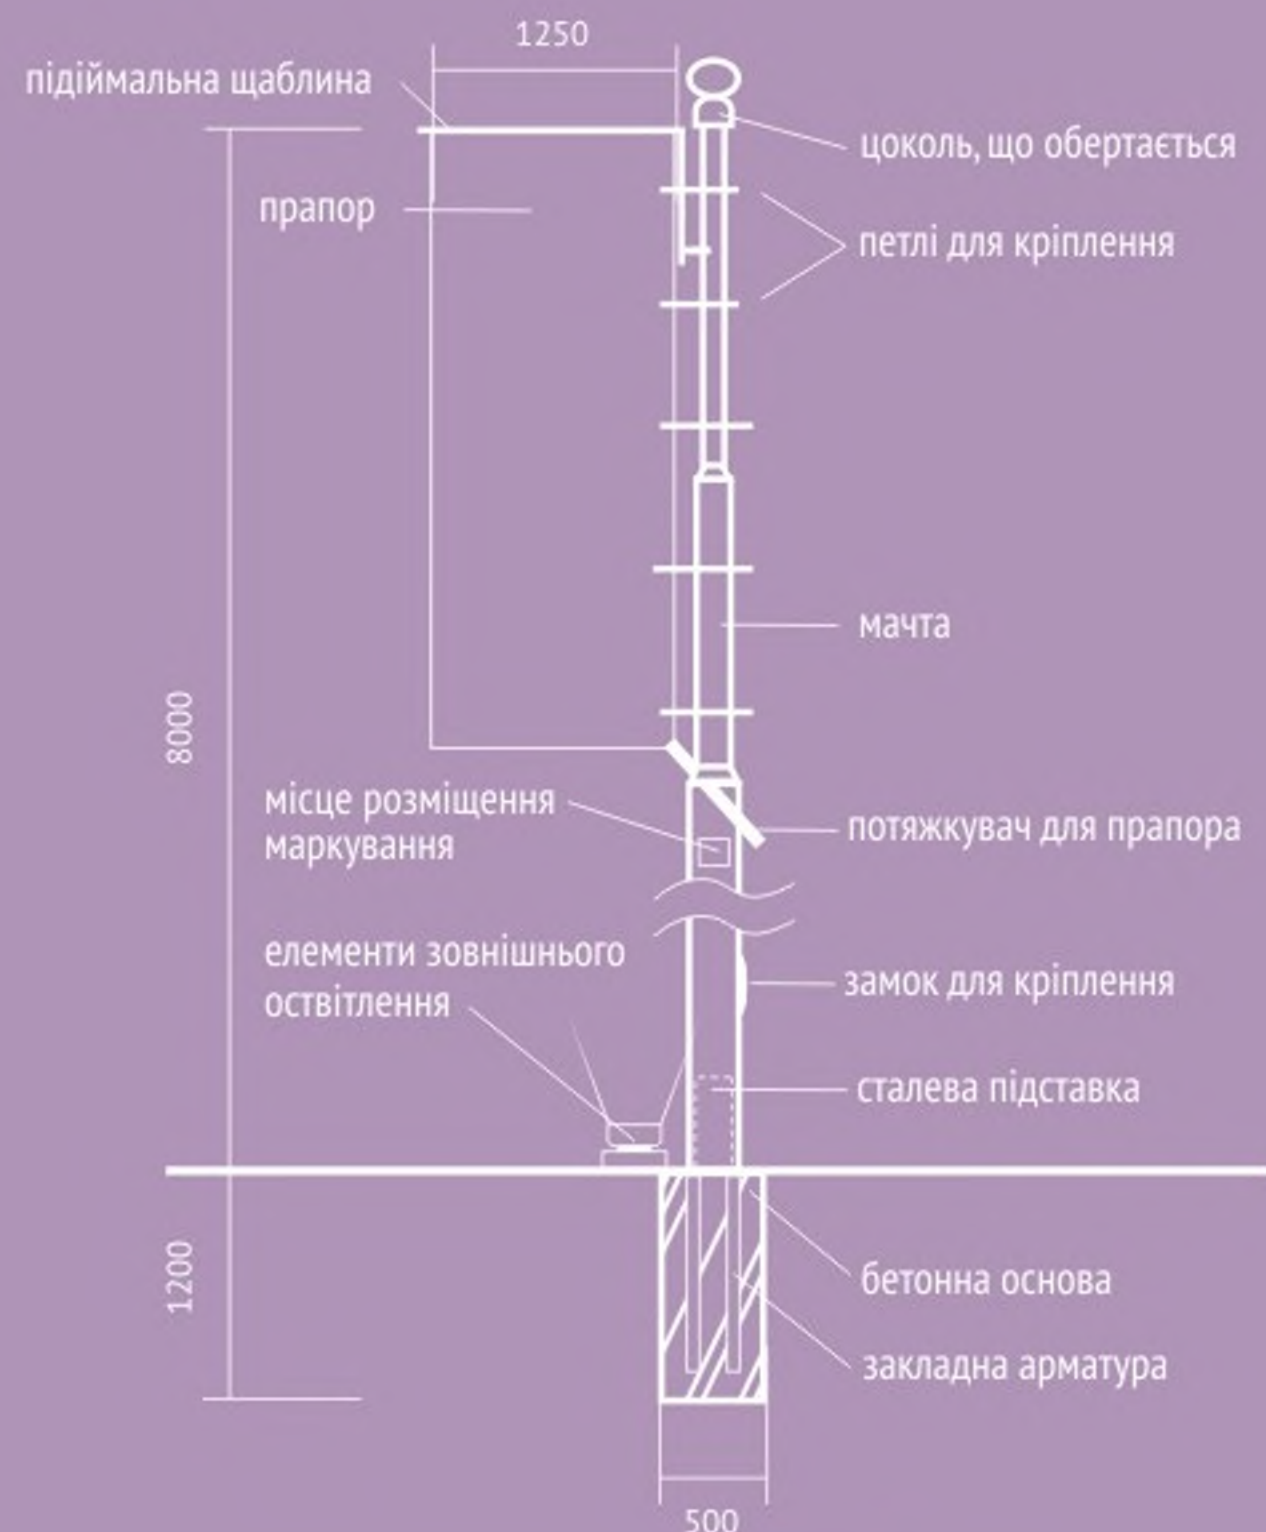 1250
підіймальна щаблина
цоколь, що обертається
прапор
петлі для кріплення
мачта
8000
місце розміщення
маркування
потяжкувач для прапора
елементи зовнішнього
оствітлення
замок для кріплення
сталева підставка
1200
бетонна основа
закладна арматура
500